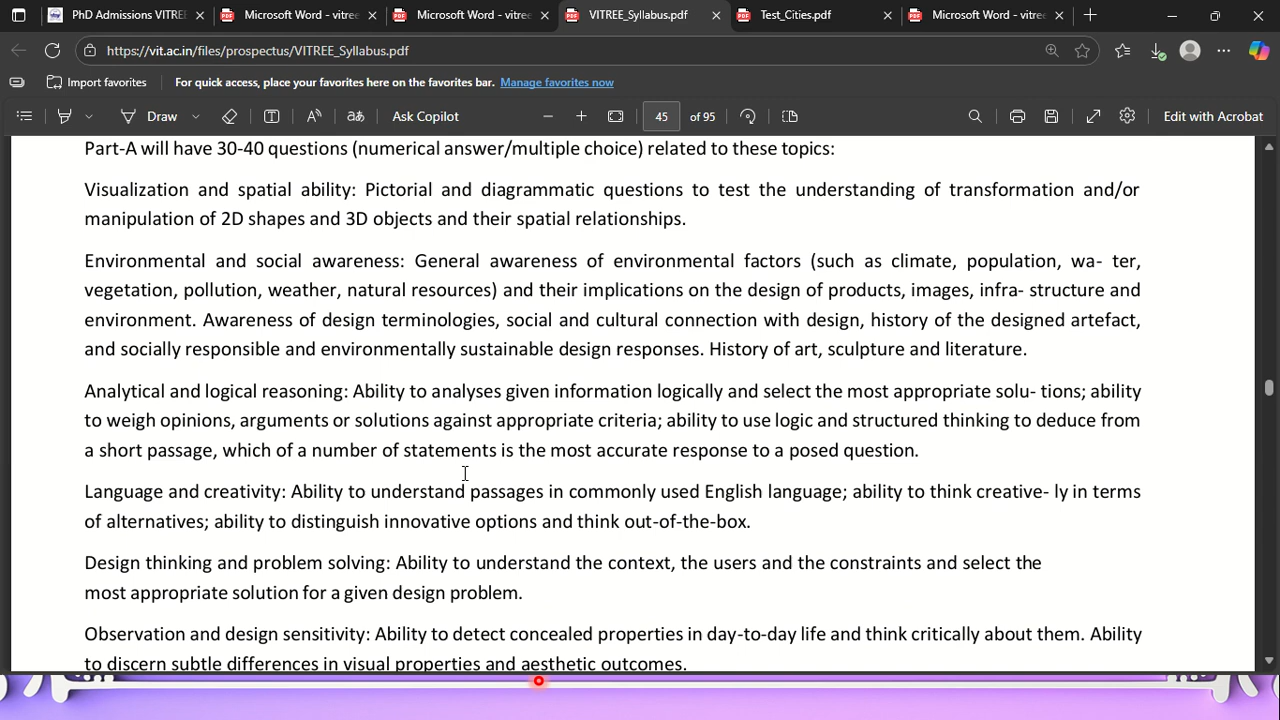 PhD Admissions VITREE
Microsoft Word - vitree
Microsoft Word - vitree
VITREE_Syllabus.pdf
Test_Cities.pdf
Microsoft Word - vitree
https://vit.ac.in/files/prospectus/VITREE_Syllabus.pdf
Import favorites
For quick access, place your favorites here on the favorites bar. Manage favorites now
Draw
Ask Copilot
45 of 95
Edit with Acrobat
Part-A will have 30-40 questions (numerical answer/multiple choice) related to these topics:
Visualization and spatial ability: Pictorial and diagrammatic questions to test the understanding of transformation and/or
manipulation of 2D shapes and 3D objects and their spatial relationships.
Environmental and social awareness: General awareness of environmental factors (such as climate, population, wa- ter,
vegetation, pollution, weather, natural resources) and their implications on the design of products, images, infra- structure and
environment. Awareness of design terminologies, social and cultural connection with design, history of the designed artefact,
and socially responsible and environmentally sustainable design responses. History of art, sculpture and literature.
Analytical and logical reasoning: Ability to analyses given information logically and select the most appropriate solu- tions; ability
to weigh opinions, arguments or solutions against appropriate criteria; ability to use logic and structured thinking to deduce from
a short passage, which of a number of statements is the most accurate response to a posed question.
Language and creativity: Ability to understand passages in commonly used English language; ability to think creative- ly in terms
of alternatives; ability to distinguish innovative options and think out-of-the-box.
Design thinking and problem solving: Ability to understand the context, the users and the constraints and select the
most appropriate solution for a given design problem.
Observation and design sensitivity: Ability to detect concealed properties in day-to-day life and think critically about them. Ability
to discern subtle differences in visual properties and aesthetic outcomes.